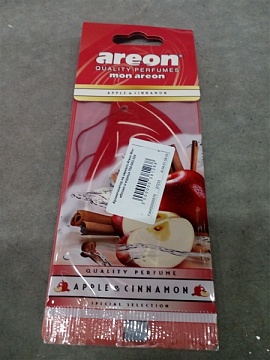 areon
QUALITY PERFUMES
mon areon
APPLE & CINNAMON
QUALITY PERFUME
APPLE & CINNAMON
SPECIAL SELECTION